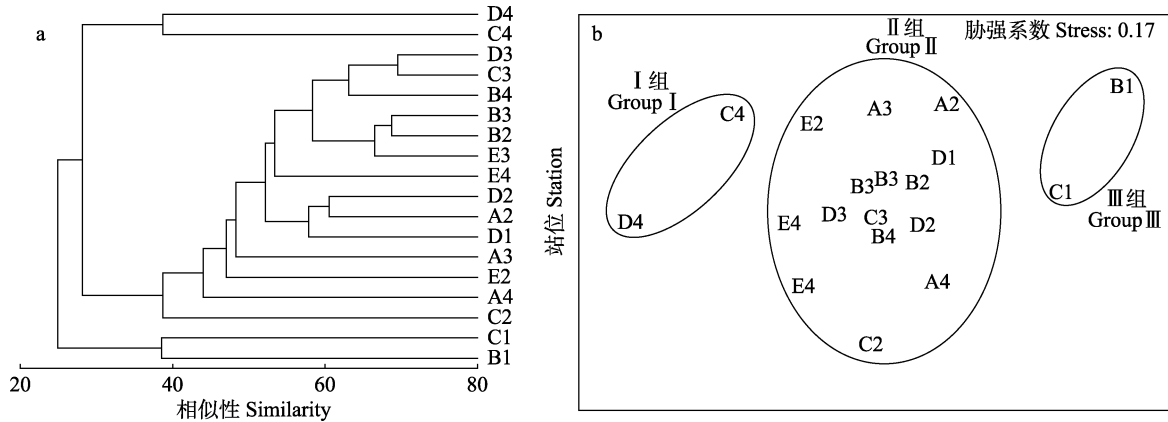 a
D4
C4
D3
C3
B4
B3
B2
E3
E4
D2
A2
D1
A3
E2
A4
C2
C1
B1
20 40 60 80
相似性 Similarity
站位 Station
b
胁强系数 Stress: 0.17
Ⅱ组
Group Ⅱ
Ⅰ组
Group Ⅰ
C4
D4
E2
A3
A2
D1
B3
B3
B2
E4
D3
C3
B4
D2
E4
A4
C2
B1
C1
Ⅲ组
Group Ⅲ